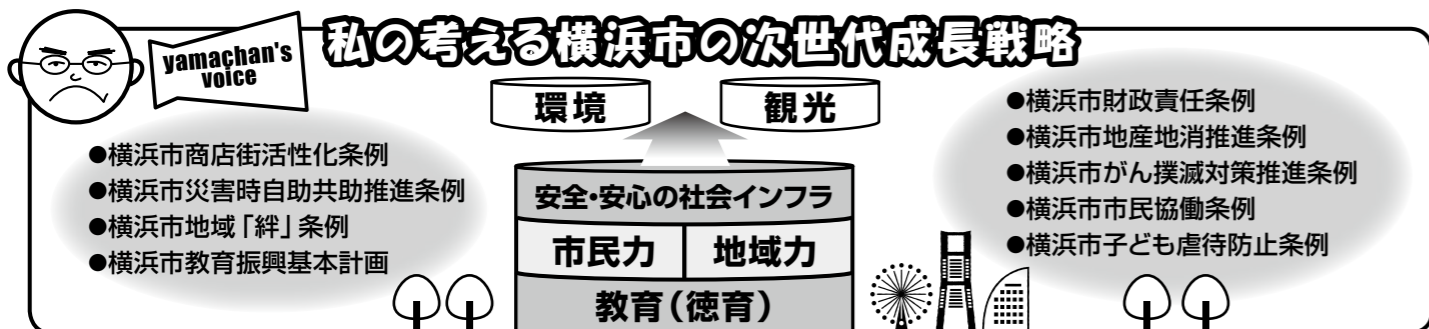 yamachan's
voice
私の考える横浜市の次世代成長戦略
●横浜市商店街活性化条例
●横浜市災害時自助共助推進条例
●横浜市地域「絆」条例
●横浜市教育振興基本計画
環境
観光
安全・安心の社会インフラ
市民力
地域力
教育（徳育）
●横浜市財政責任条例
●横浜市地産地消推進条例
●横浜市がん撲滅対策推進条例
●横浜市市民協働条例
●横浜市子ども虐待防止条例